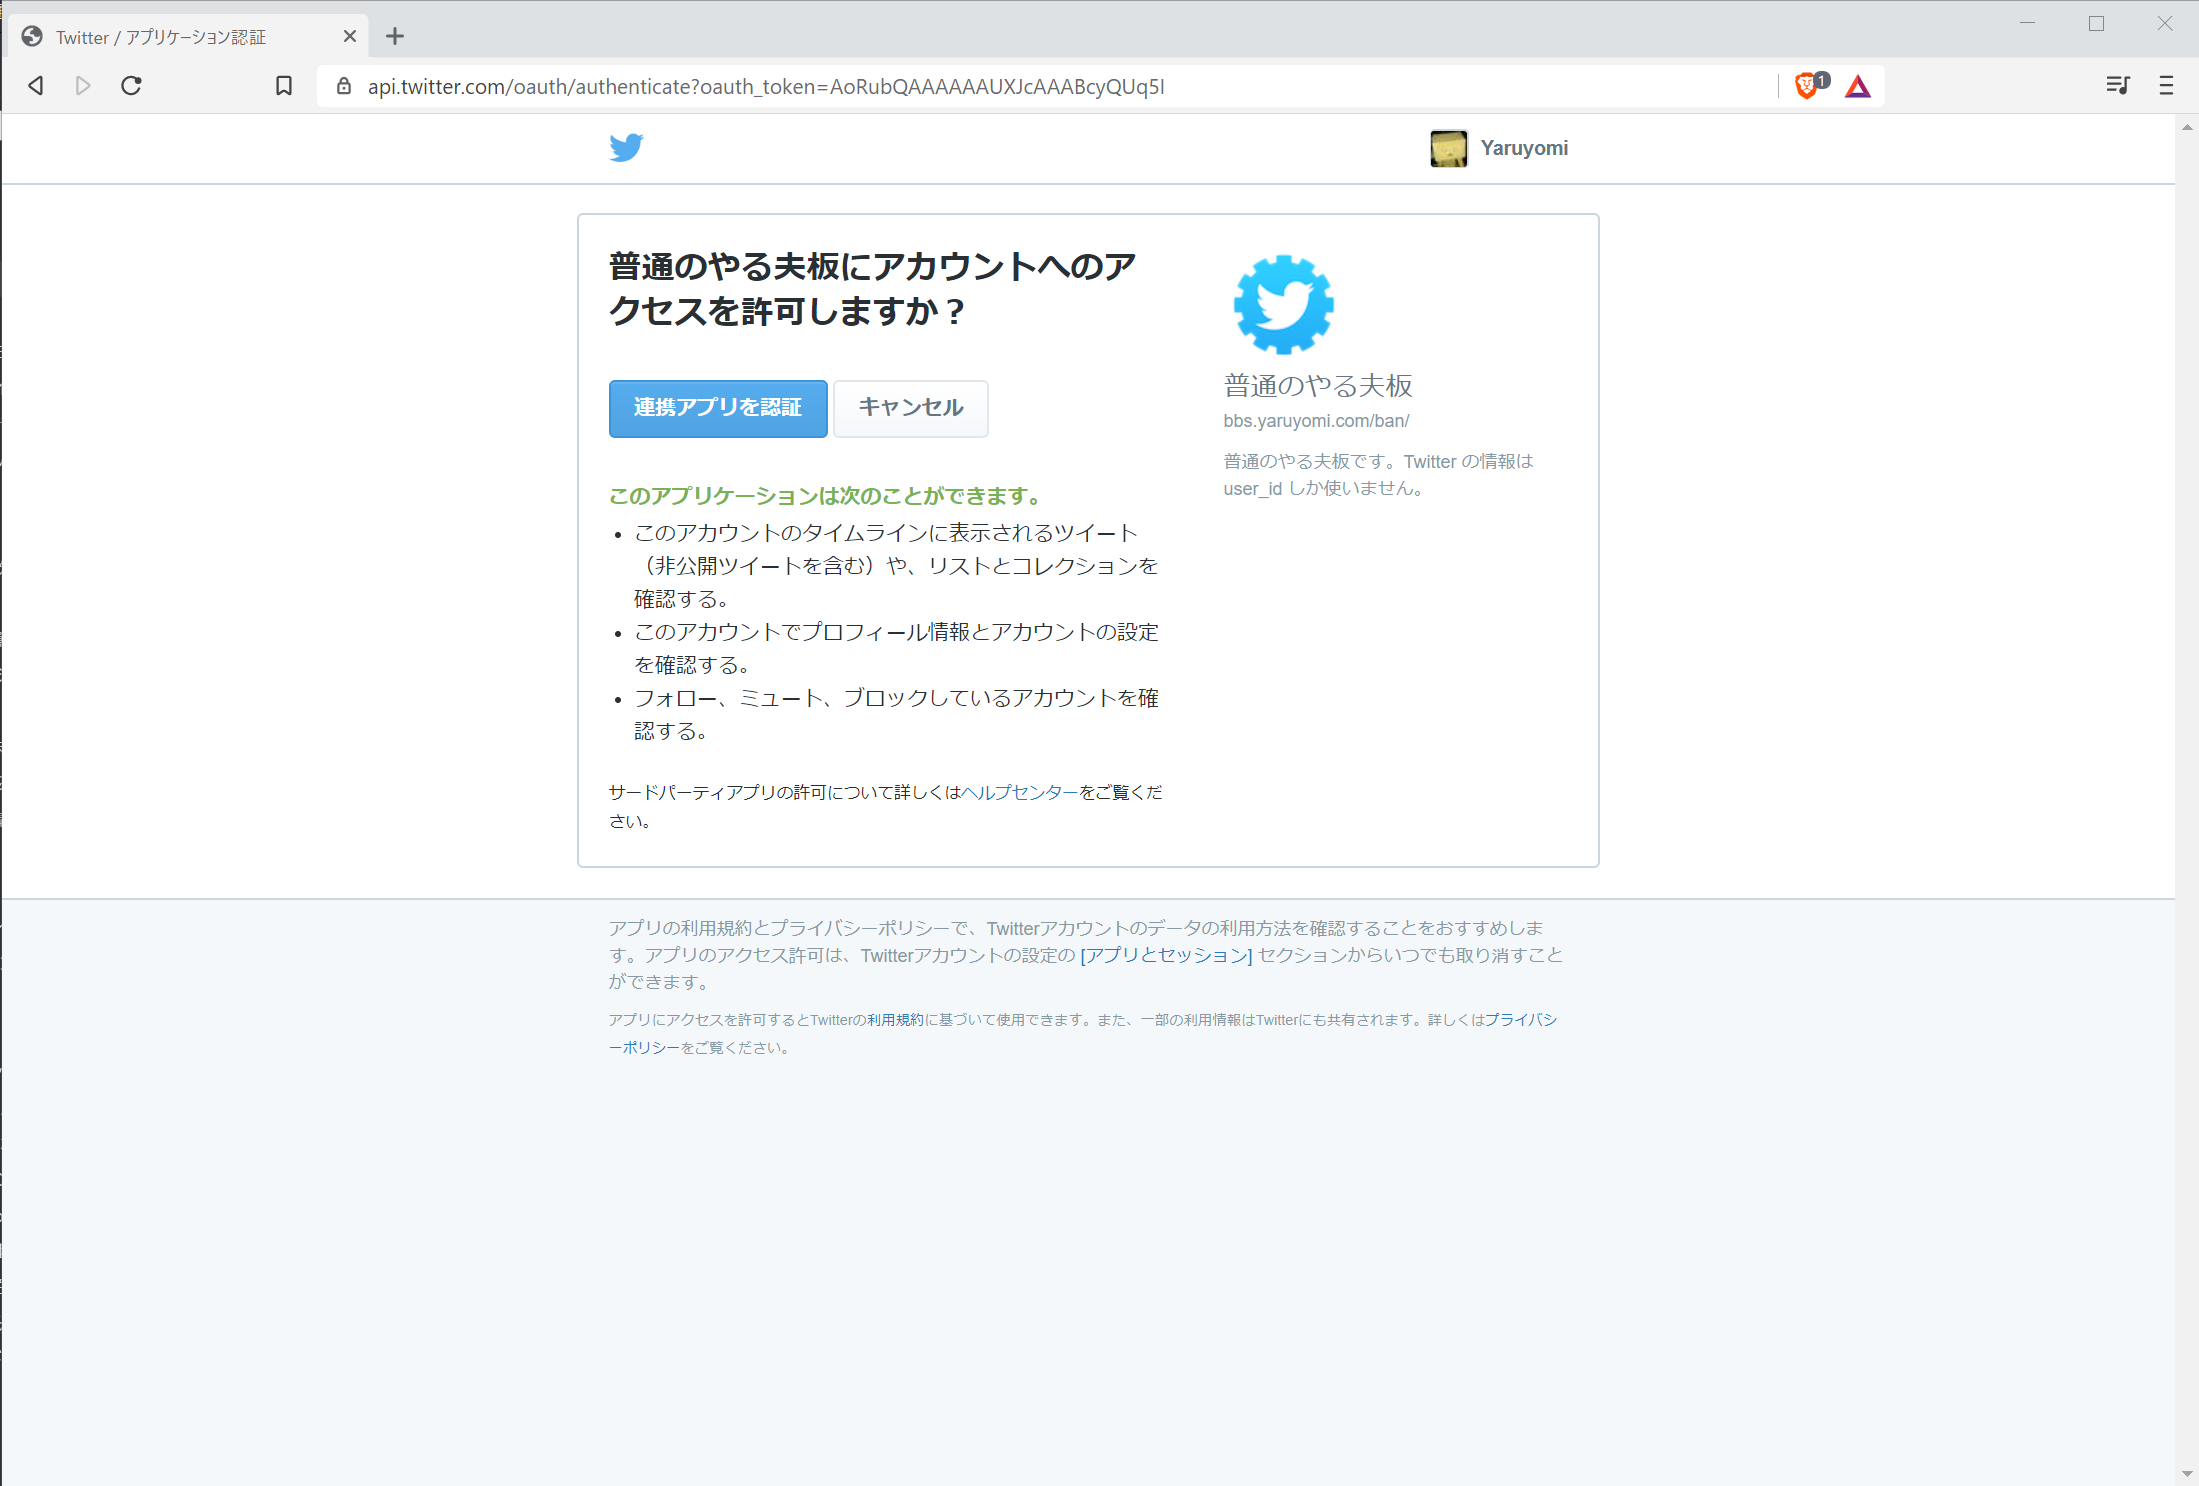 Twitter / アプリケーション認証
api.twitter.com/oauth/authenticate?oauth_token=AoRubQAAAAAAUXJcAAABcyQUq5I
1
Yaruyomi
普通のやる夫板にアカウントへのア
クセスを許可しますか？
連携アプリを認証
キャンセル
このアプリケーションは次のことができます。
• このアカウントのタイムラインに表示されるツイート
（非公開ツイートを含む）や、リストとコレクションを
確認する。
• このアカウントでプロフィール情報とアカウントの設定
を確認する。
• フォロー、ミュート、ブロックしているアカウントを確
認する。
サードパーティアプリの許可について詳しくはヘルプセンターをご覧くだ
さい。
普通のやる夫板
bbs.yaruyomi.com/ban/
普通のやる夫板です。Twitter の情報は
user_id しか使いません。
アプリの利用規約とプライバシーポリシーで、Twitterアカウントのデータの利用方法を確認することをおすすめしま
す。アプリのアクセス許可は、Twitterアカウントの設定の [アプリとセッション] セクションからいつでも取り消すこと
ができます。
アプリにアクセスを許可するとTwitterの利用規約に基づいて使用できます。また、一部の利用情報はTwitterにも共有されます。詳しくはプライバシ
ーポリシーをご覧ください。